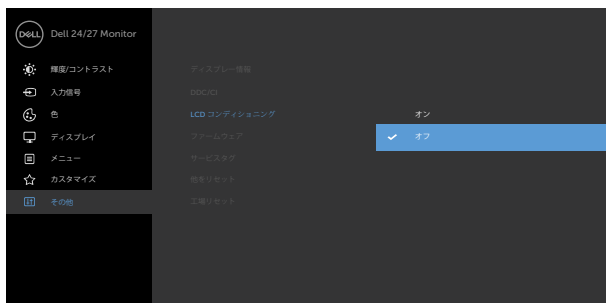 DELL
Dell 24/27 Monitor
輝度/コントラスト
入力信号
色
ディスプレイ
メニュー
カスタマイズ
その他
ディスプレー情報
DDC/CI
LCD コンディショニング
ファームウェア
サービスタグ
他をリセット
工場リセット
オン
オフ